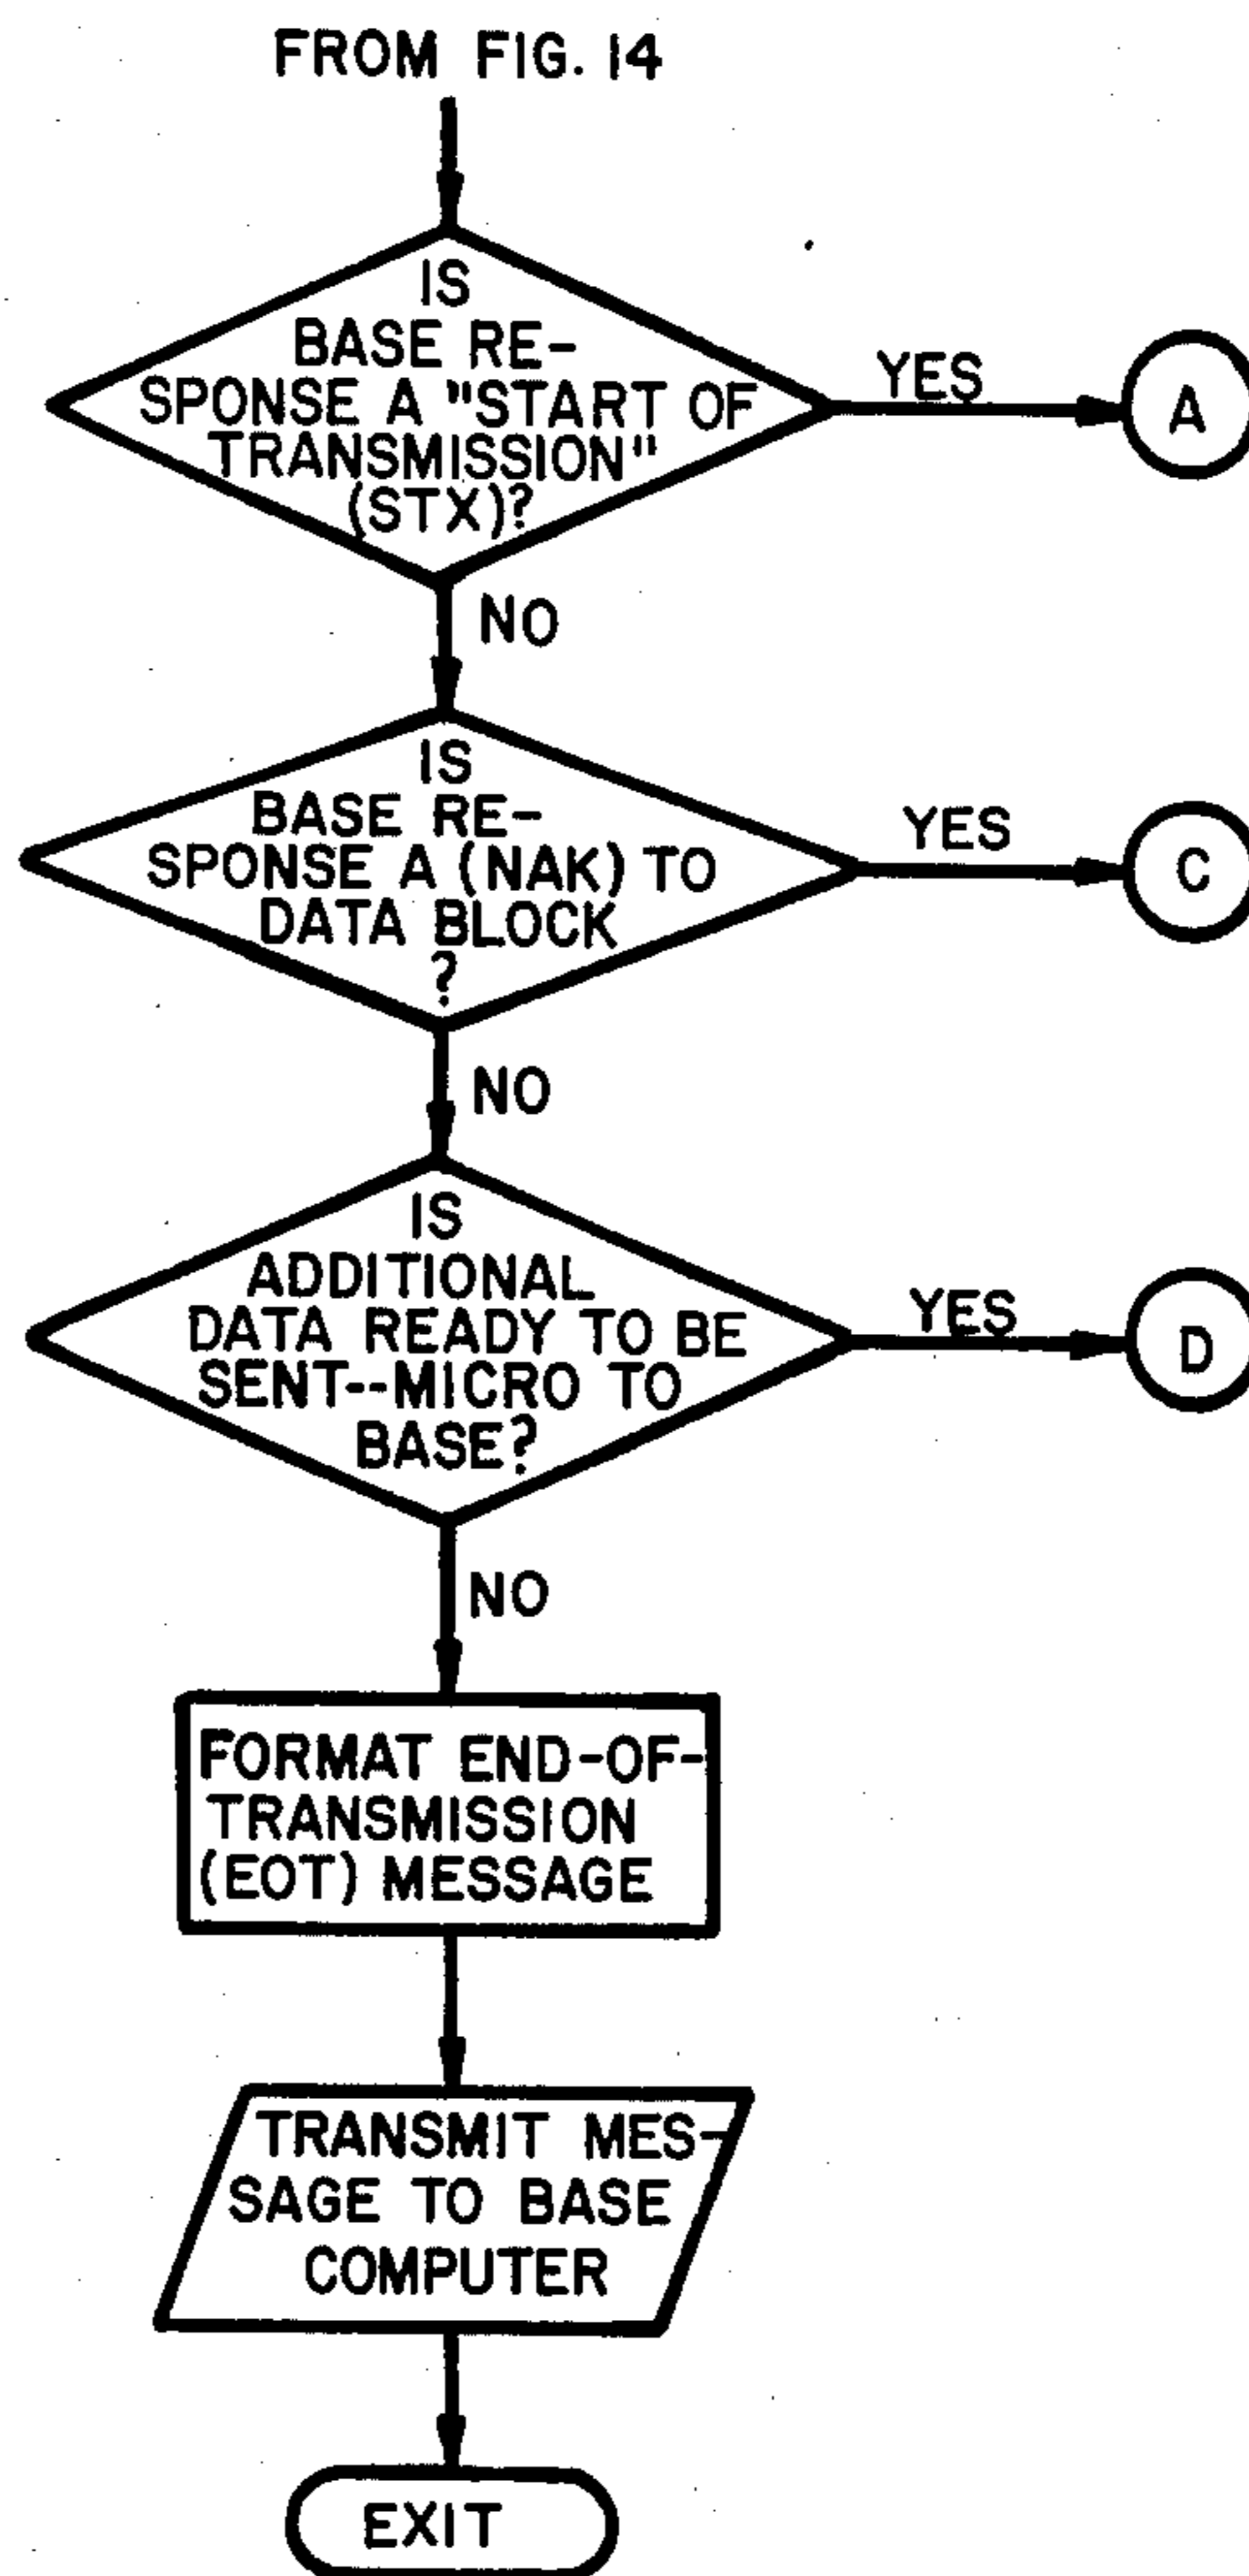 FROM FIG. 14
IS
BASE RE-
SPONSE A "START OF
TRANSMISSION"
(STX)?
YES
A
NO
IS
BASE RE-
SPONSE A (NAK) TO
DATA BLOCK
?
YES
C
NO
IS
ADDITIONAL
DATA READY TO BE
SENT--MICRO TO
BASE?
YES
D
NO
FORMAT END-OF-
TRANSMISSION
(EOT) MESSAGE
TRANSMIT MES-
SAGE TO BASE
COMPUTER
EXIT